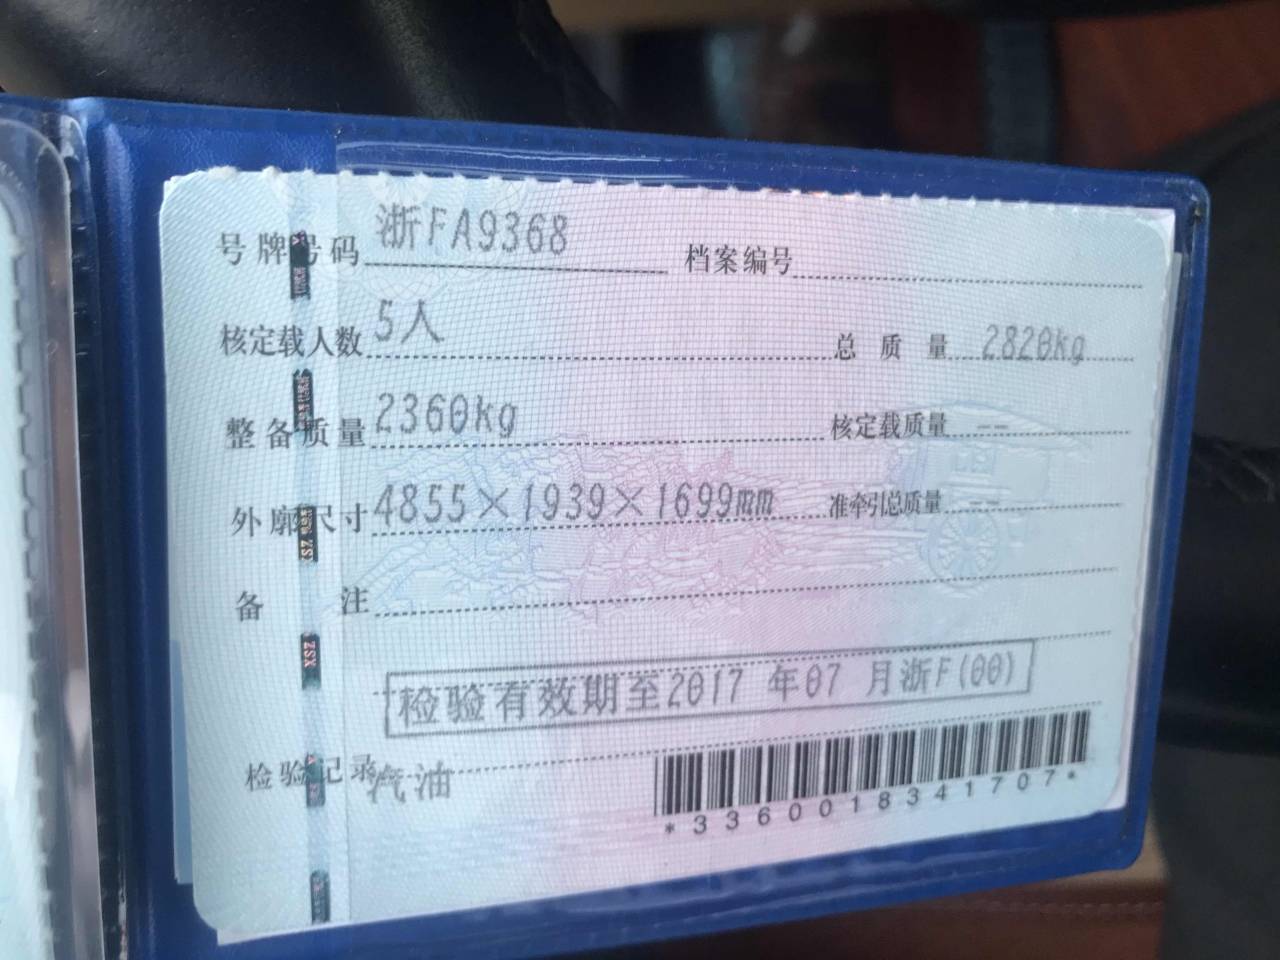 号牌号码 浙FA9368 档案编号
核定载人数 5人 总质量 2820kg
整备质量 2360kg 核定载质量 --
外廓尺寸 4855×1939×1699mm 准牵引总质量 --
备注
检验有效期至2017 年07 月浙F(00)
检验记录 汽油
*3360018341707*
XSZ